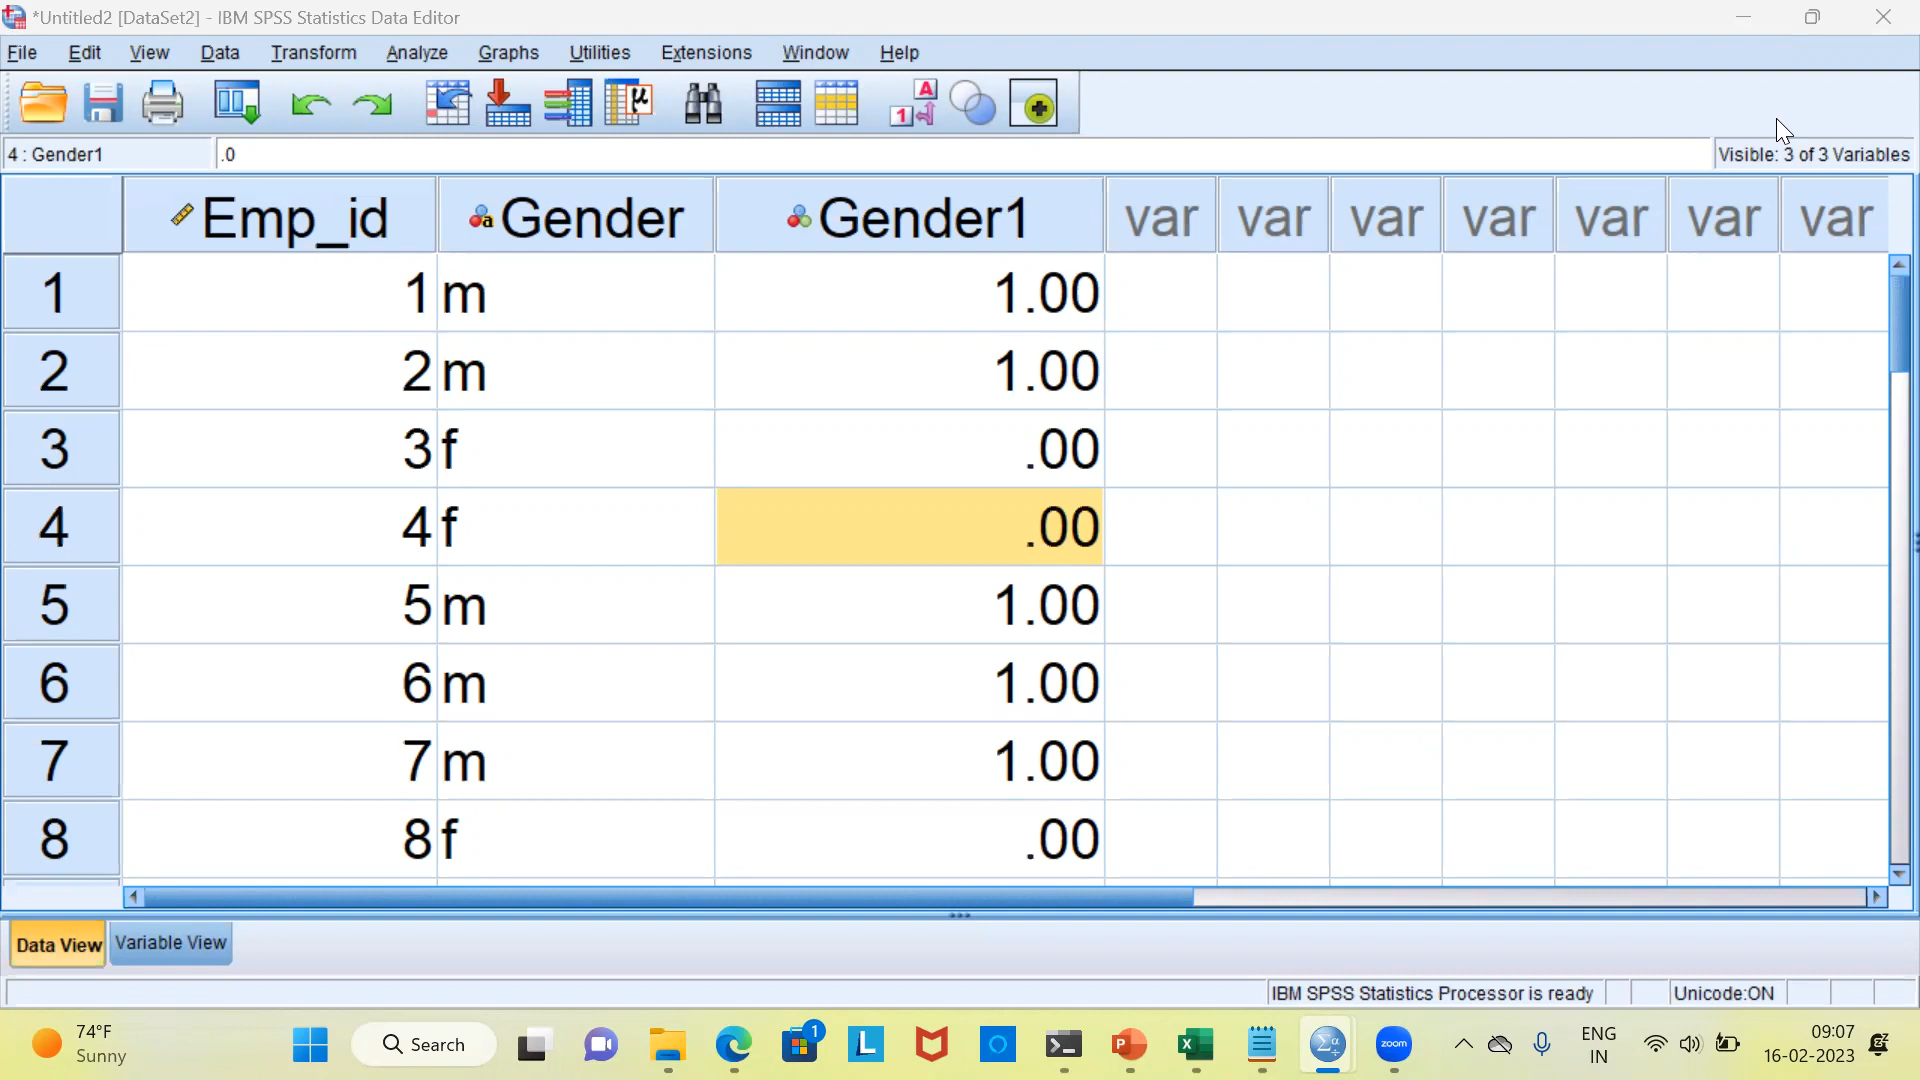 *Untitled2 [DataSet2] - IBM SPSS Statistics Data Editor
File Edit View Data Transform Analyze Graphs Utilities Extensions Window Help
4 : Gender1 .0 Visible: 3 of 3 Variables
Emp_id Gender Gender1 var var var var var var var
1 1 m 1.00
2 2 m 1.00
3 3 f .00
4 4 f .00
5 5 m 1.00
6 6 m 1.00
7 7 m 1.00
8 8 f .00
Data View Variable View
IBM SPSS Statistics Processor is ready Unicode:ON
74°F
Sunny
Search
1
zoom
ENG
IN
09:07
16-02-2023